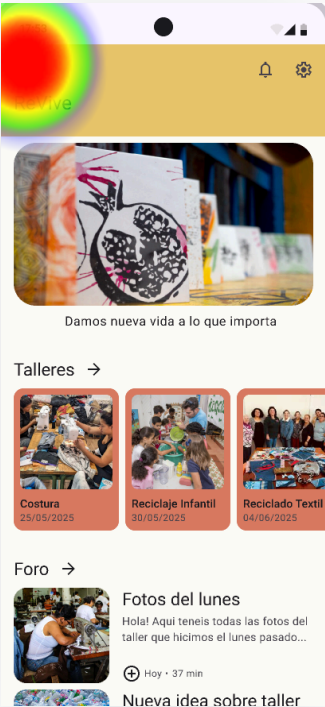 Revive
Damos nueva vida a lo que importa
Talleres
Costura
25/05/2025
Reciclaje Infantil
30/05/2025
Reciclado Textil
04/06/2025
Foro
Fotos del lunes
Hola! Aqui teneis todas las fotos del
taller que hicimos el lunes pasado...
Hoy • 37 min
Nueva idea sobre taller